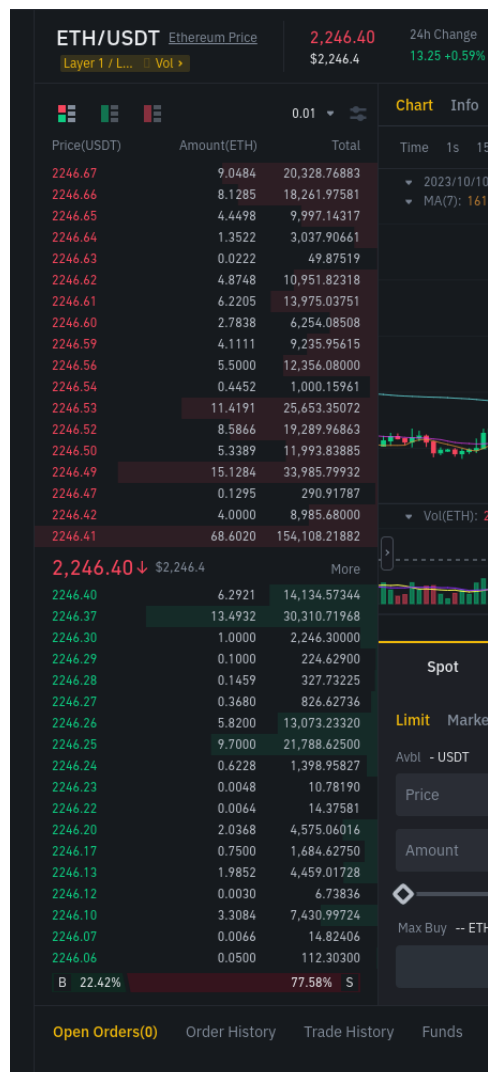 ETH/USDT Ethereum Price 2,246.40 24h Change
Layer 1 / L... Vol $2,246.4 13.25 +0.59%
0.01 Chart Info
Price(USDT) Amount(ETH) Total Time 1s
2246.67 9.0484 20,328.76883
2246.66 8.1285 18,261.97581 2023/10/10
2246.65 4.4498 9,997.14317 MA(7): 161
2246.64 1.3522 3,037.90661
2246.63 0.0222 49.87519
2246.62 4.8748 10,951.82318
2246.61 6.2205 13,975.03751
2246.60 2.7838 6,254.08508
2246.59 4.1111 9,235.95615
2246.56 5.5000 12,356.08000
2246.54 0.4452 1,000.15961
2246.53 11.4191 25,653.35072
2246.52 8.5866 19,289.96863
2246.50 5.3389 11,993.83885
2246.49 15.1284 33,985.79932
2246.47 0.1295 290.91787
2246.42 4.0000 8,985.68000 Vol(ETH): 2
2246.41 68.6020 154,108.21882
2,246.40↓ $2,246.4 More
2246.40 6.2921 14,134.57344
2246.37 13.4932 30,310.71968
2246.30 1.0000 2,246.30000
2246.29 0.1000 224.62900 Spot
2246.28 0.1459 327.73225
2246.27 0.3680 826.62736
2246.26 5.8200 13,073.23320 Limit Marke
2246.25 9.7000 21,788.62500 Avbl - USDT
2246.24 0.6228 1,398.95827
2246.23 0.0048 10.78190 Price
2246.22 0.0064 14.37581
2246.20 2.0368 4,575.06016
2246.17 0.7500 1,684.62750 Amount
2246.13 1.9852 4,459.01728
2246.12 0.0030 6.73836
2246.10 3.3084 7,430.99724
2246.07 0.0066 14.82406 Max Buy -- ETH
2246.06 0.0500 112.30300
B 22.42% 77.58% S
Open Orders(0) Order History Trade History Funds